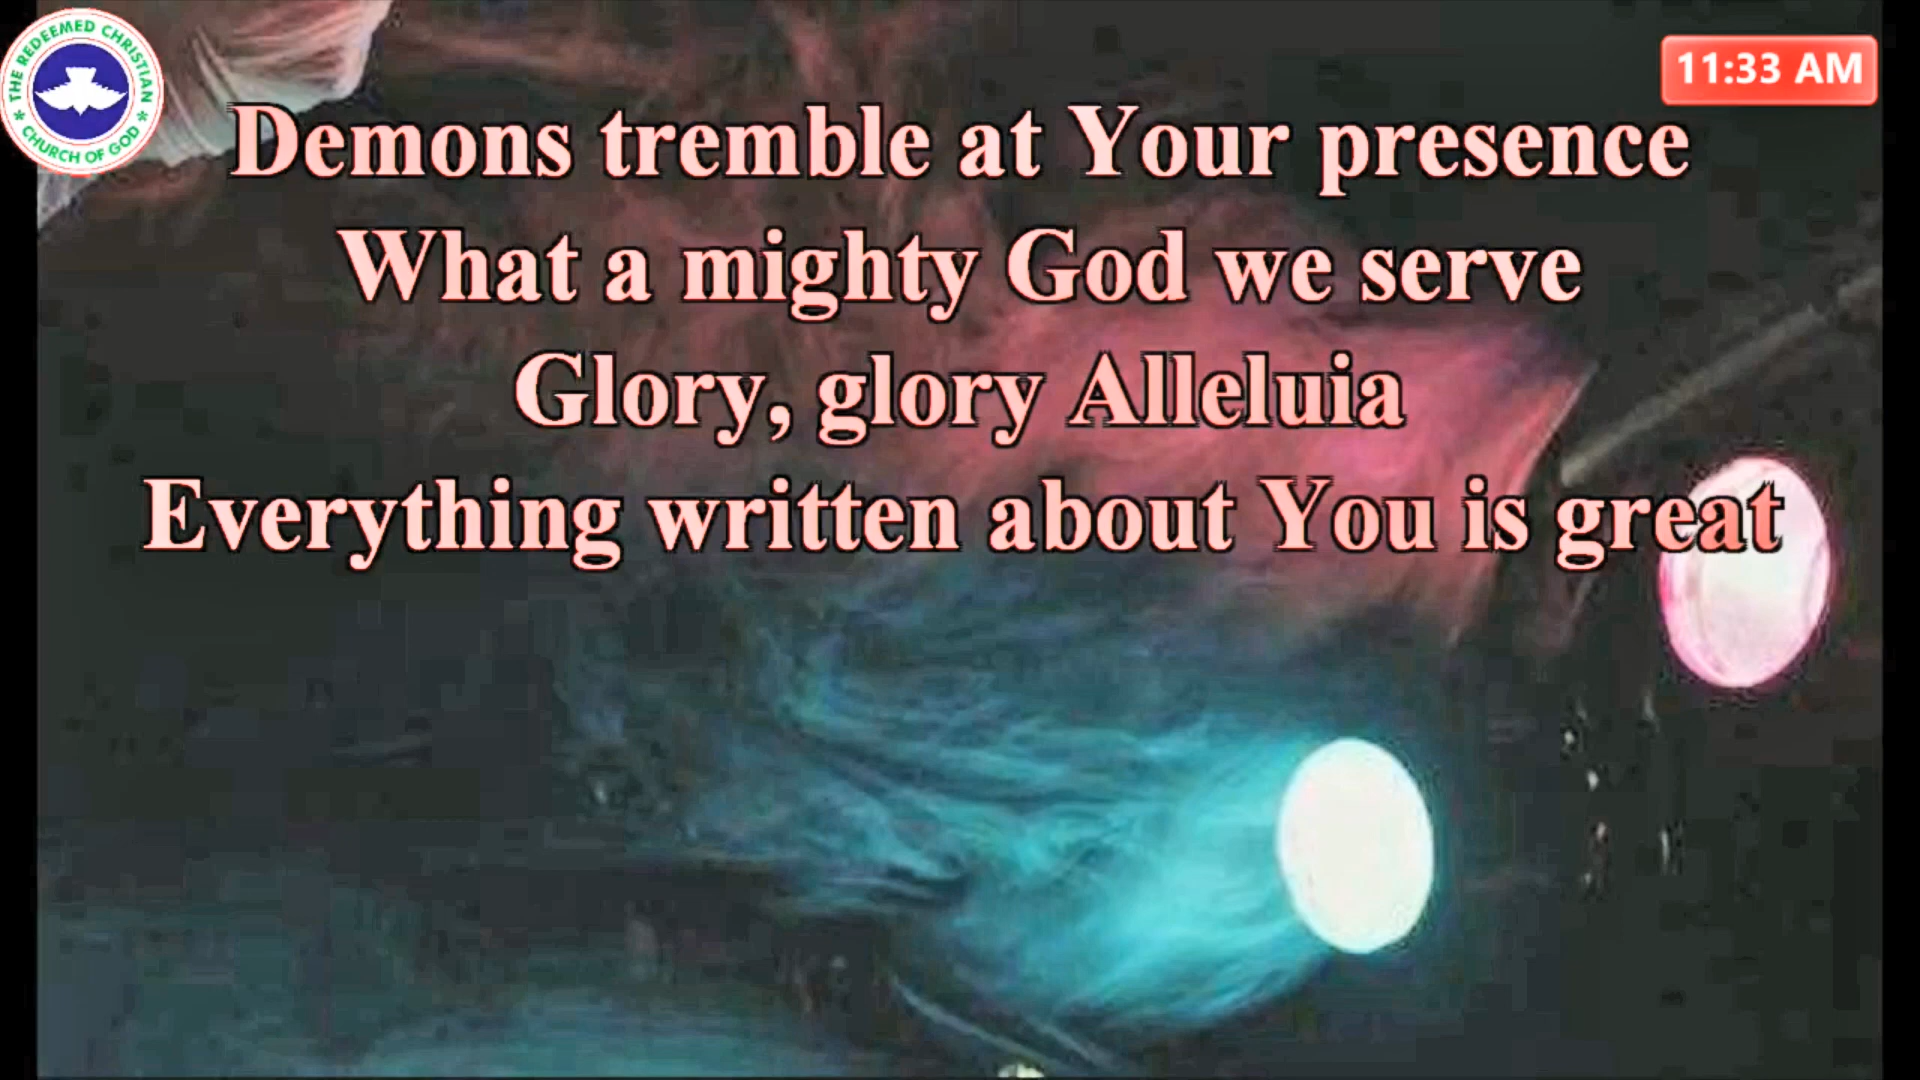 THE REDEEMED CHRISTIAN
CHURCH OF GOD
11:33 AM
Demons tremble at Your presence
What a mighty God we serve
Glory, glory Alleluia
Everything written about You is great